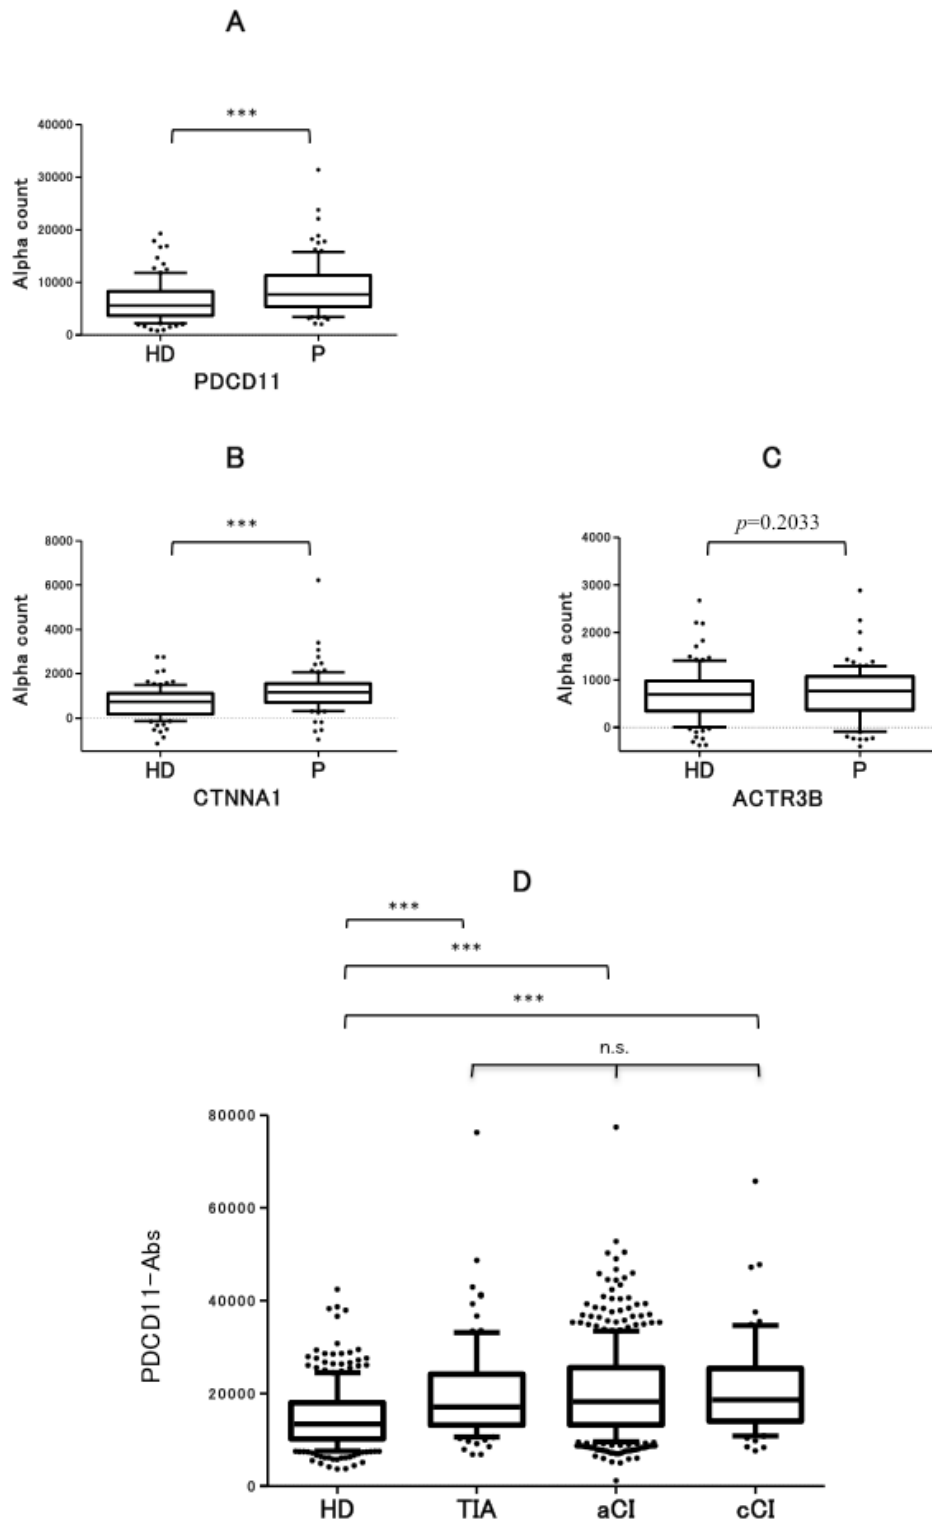 A
***
40000
30000
20000
10000
0
Alpha count
HD P
PDCD11
B
***
8000
6000
4000
2000
0
Alpha count
HD P
CTNNA1
C
p=0.2033
4000
3000
2000
1000
0
Alpha count
HD P
ACTR3B
D
***
***
***
n.s.
80000
60000
40000
20000
0
PDCD11-Abs
HD TIA aCI cCI